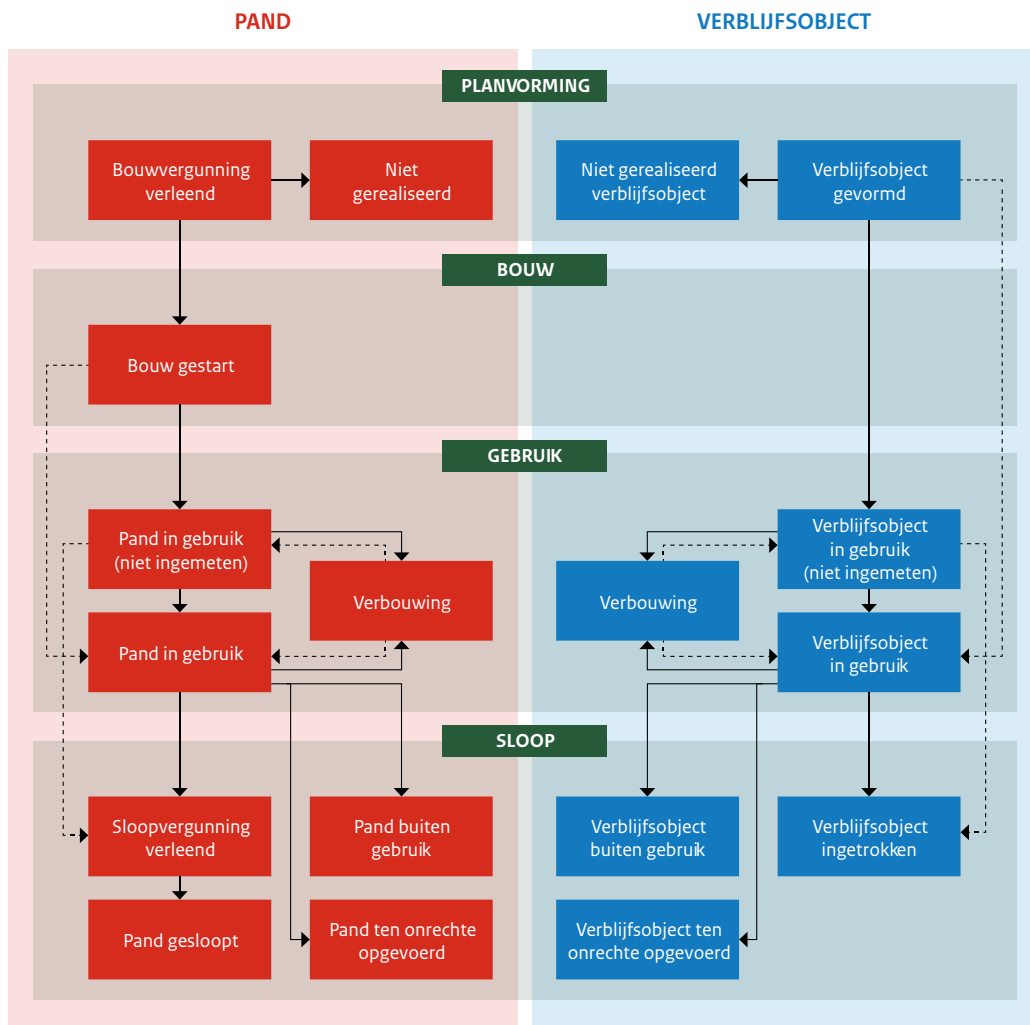 PAND
VERBLIJFSOBJECT
PLANVORMING
Bouwvergunning
verleend
Niet
gerealiseerd
Niet gerealiseerd
verblijfsobject
Verblijfsobject
gevormd
BOUW
Bouw gestart
GEBRUIK
Pand in gebruik
(niet ingemeten)
Verbouwing
Pand in gebruik
Verblijfsobject
in gebruik
(niet ingemeten)
Verbouwing
Verblijfsobject
in gebruik
SLOOP
Sloopvergunning
verleend
Pand buiten
gebruik
Verblijfsobject
buiten gebruik
Verblijfsobject
ingetrokken
Pand gesloopt
Pand ten onrechte
opgevoerd
Verblijfsobject ten
onrechte opgevoerd